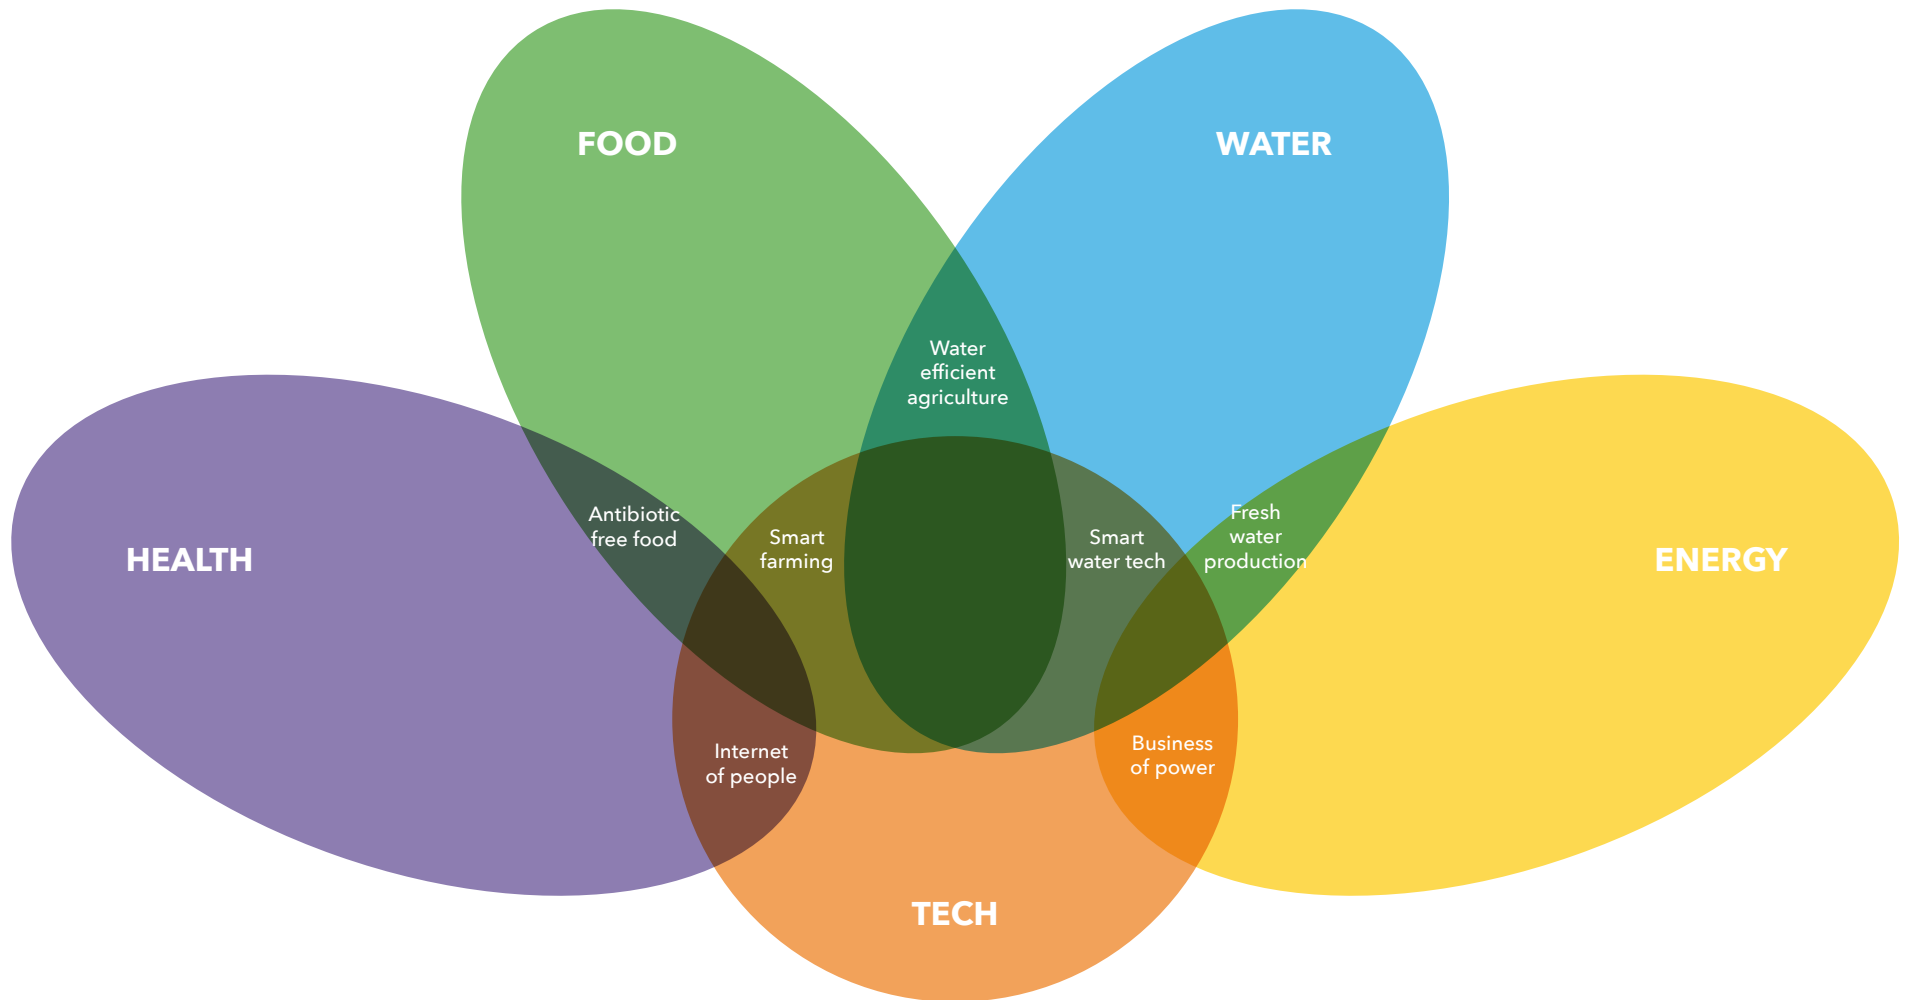 FOOD
WATER
Water
efficient
agriculture
HEALTH
Antibiotic
free food
Smart
farming
Smart
water tech
Fresh
water
production
ENERGY
Internet
of people
Business
of power
TECH